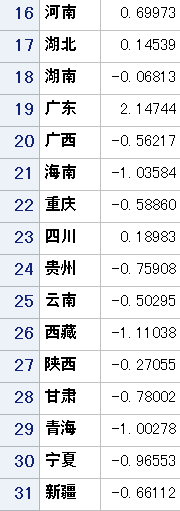 16 河南 0.69973
17 湖北 0.14539
18 湖南 -0.06813
19 广东 2.14744
20 广西 -0.56217
21 海南 -1.03584
22 重庆 -0.58860
23 四川 0.18983
24 贵州 -0.75908
25 云南 -0.50295
26 西藏 -1.11038
27 陕西 -0.27055
28 甘肃 -0.78002
29 青海 -1.00278
30 宁夏 -0.96553
31 新疆 -0.66112